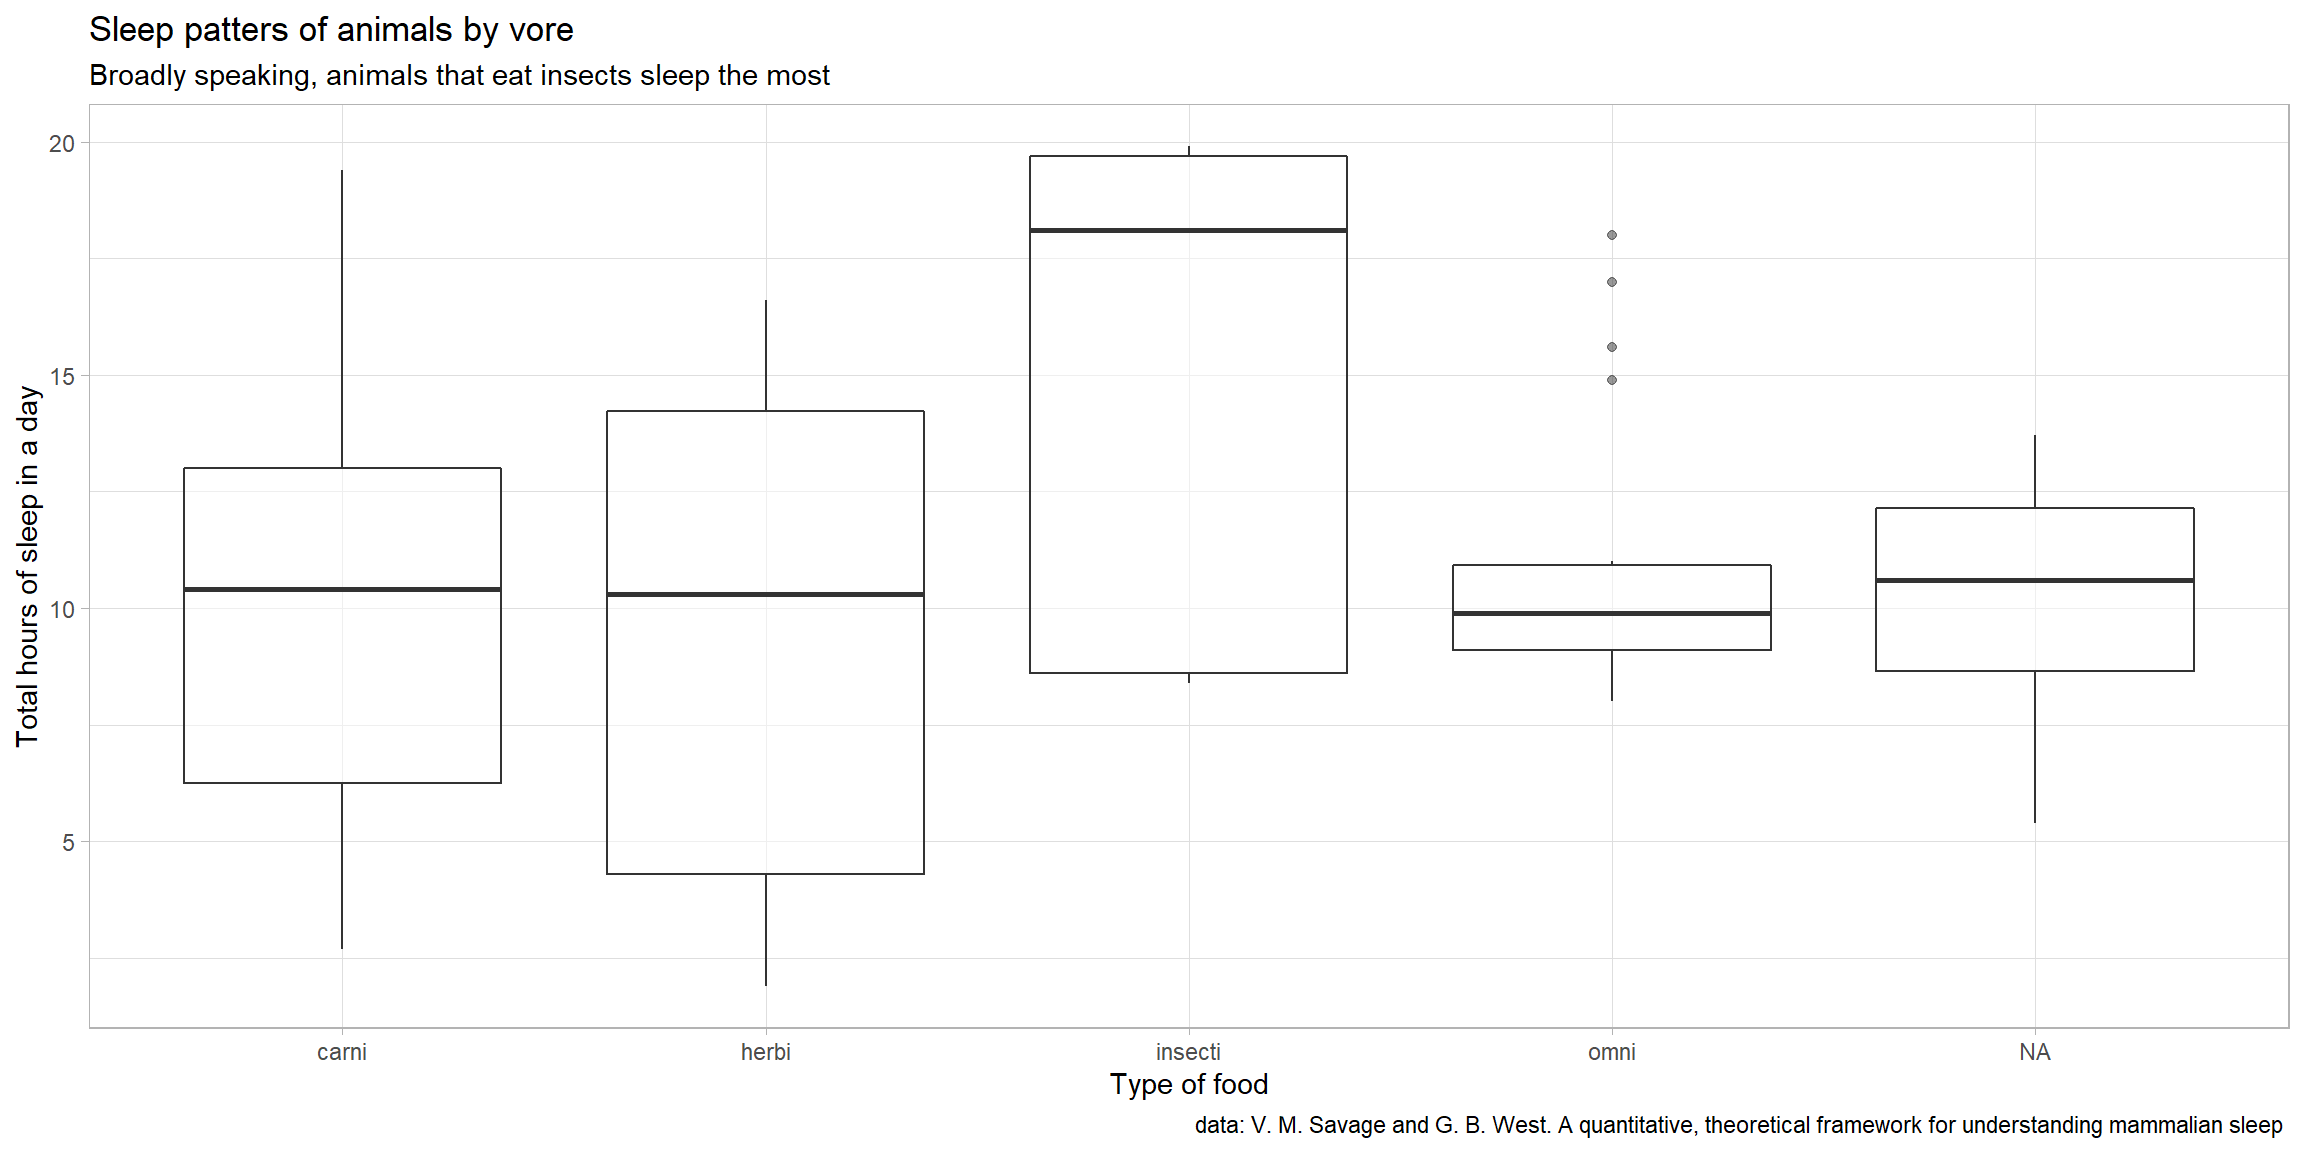 Sleep patters of animals by vore
Broadly speaking, animals that eat insects sleep the most
Total hours of sleep in a day
20
15
10
5
carni
herbi
insecti
omni
NA
Type of food
data: V. M. Savage and G. B. West. A quantitative, theoretical framework for understanding mammalian sleep